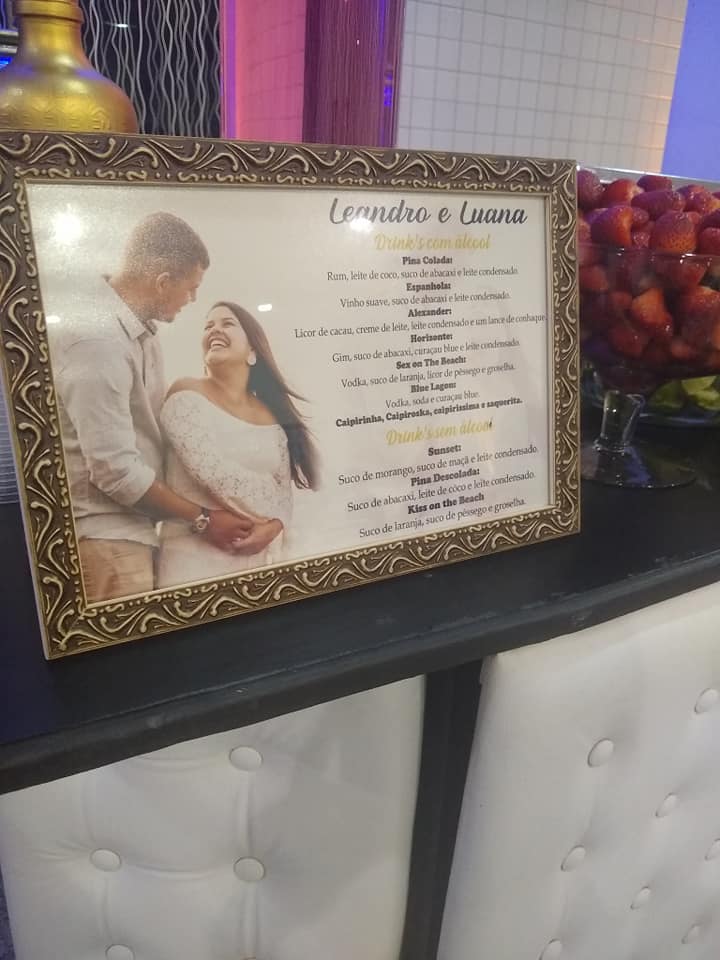 Leandro e Luana
Drink's com álcool
Pina Colada:
Rum, leite de coco, suco de abacaxi e leite condensado.
Espanhola:
Vinho suave, suco de abacaxi e leite condensado.
Alexander:
Licor de cacau, creme de leite, leite condensado e um lance de conhaque.
Horisonte:
Gim, suco de abacaxi, curaçau blue e leite condensado.
Sex on The Beach:
Vodka, suco de laranja, licor de pêssego e groselha.
Blue Lagon:
Vodka, soda e curaçau blue.
Caipirinha, Caipiroska, caipirissima e saquerita.
Drink's sem álcool
Sunset:
Suco de morango, suco de maçã e leite condensado.
Pina Descolada:
Suco de abacaxi, leite de côco e leite condensado.
Kiss on the Beach
Suco de laranja, suco de pêssego e groselha.